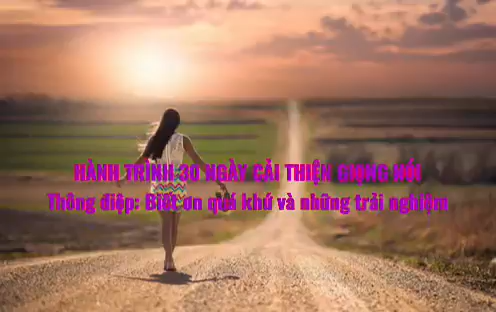 HÀNH TRÌNH 30 NGÀY CẢI THIỆN GIỌNG NÓI
Thông điệp: Biết ơn quá khứ và những trải nghiệm